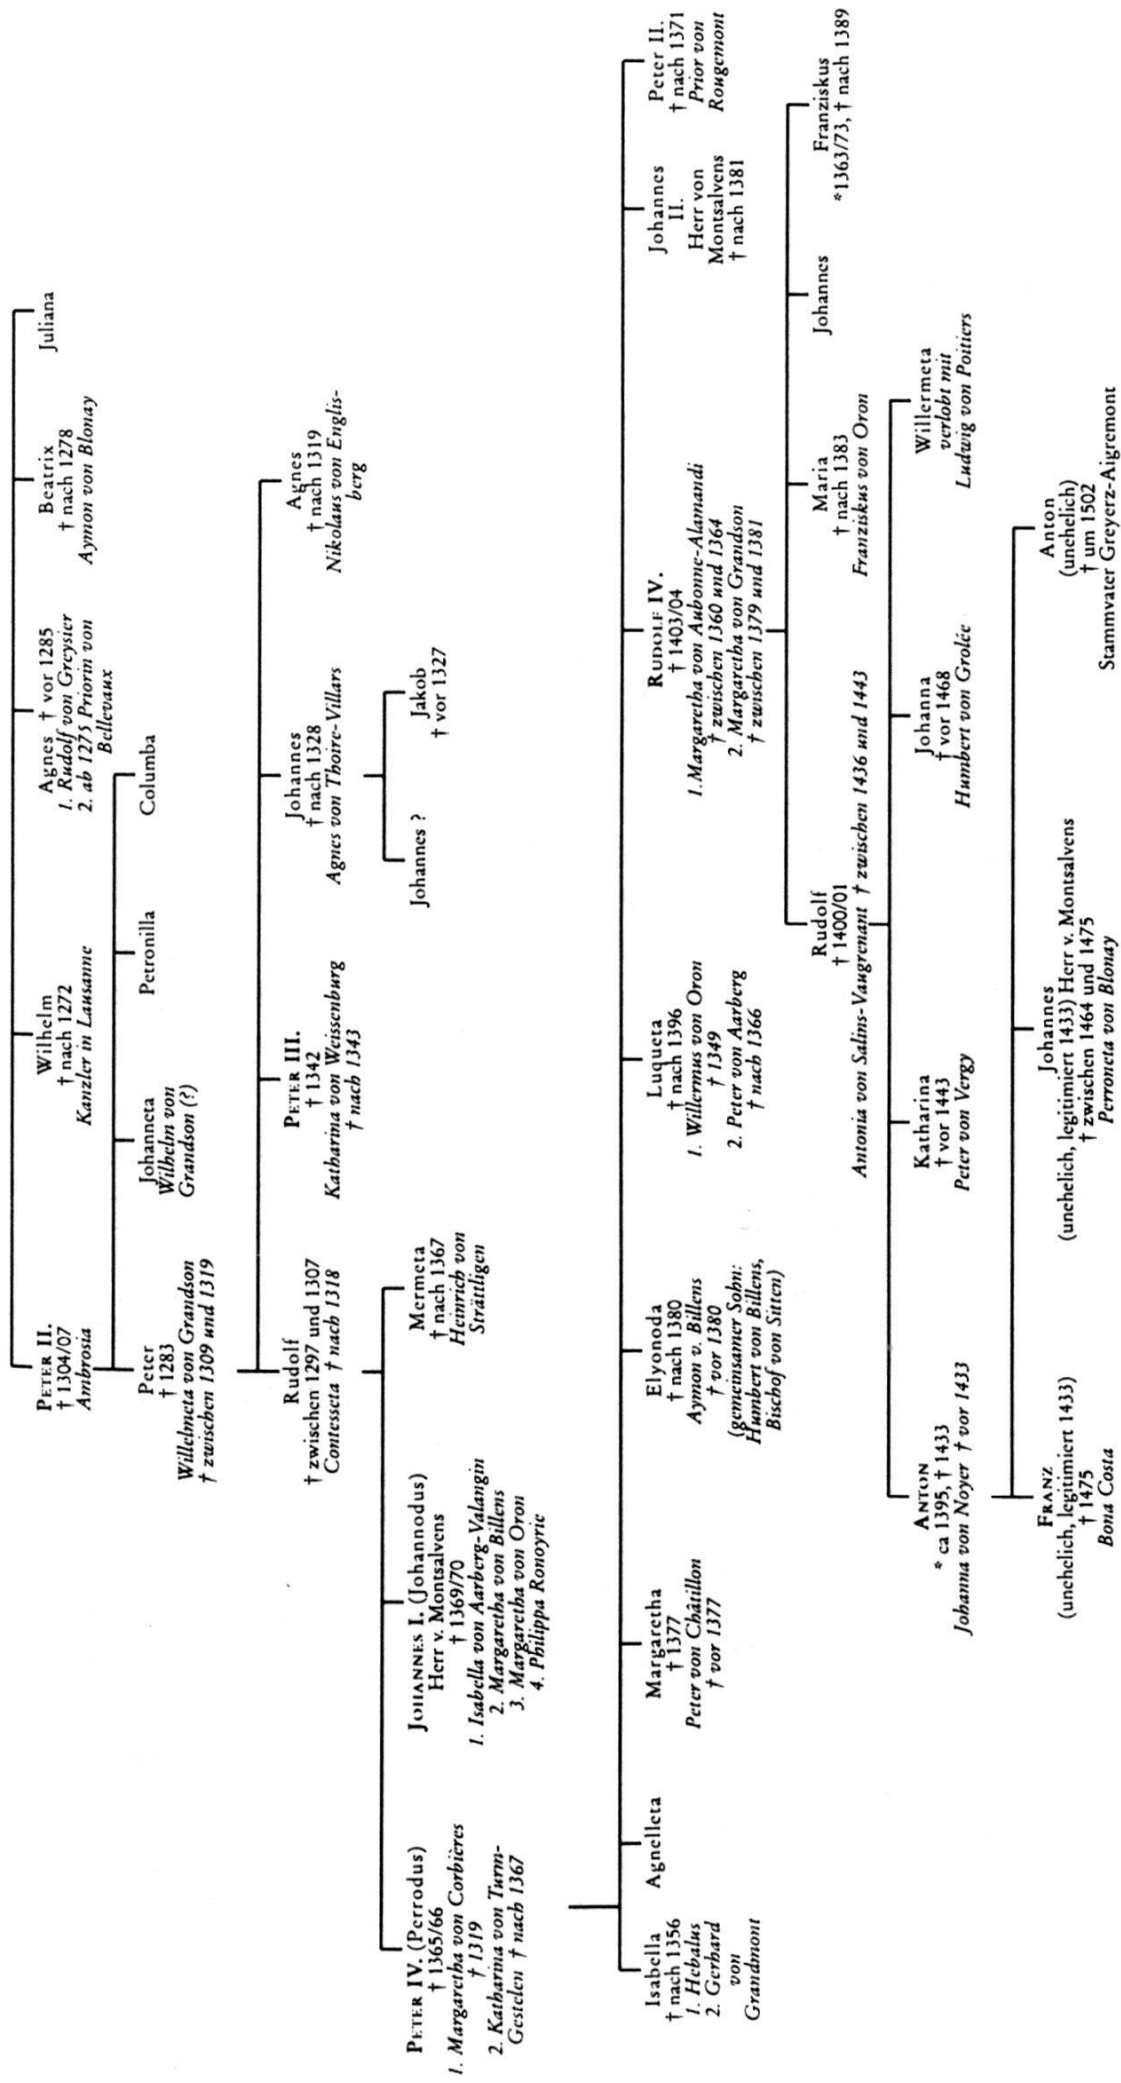 PETER II.
† 1304/07
Ambrosia
Wilhelm
† nach 1272
Kanzler in Lausanne
Agnes † vor 1285
1. Rudolf von Greysier
2. ab 1275 Priorin von
Bellevaux
Beatrix
† nach 1278
Aymon von Blonay
Juliana
Peter
† 1283
Willelmeta von Grandson
† zwischen 1309 und 1319
Johanneta
Wilhelm von
Grandson (?)
Petronilla
Columba
Rudolf
† zwischen 1297 und 1307
Contesseta † nach 1318
PETER III.
† 1342
Katharina von Weissenburg
† nach 1343
Johannes
† nach 1328
Agnes von Thoire-Villars
Agnes
† nach 1319
Nikolaus von Englis-
berg
PETER IV. (Perrodus)
† 1365/66
1. Margaretha von Corbières
† 1319
2. Katharina von Turm-
Gestelen † nach 1367
JOHANNES I. (Johannodus)
Herr v. Montsalvens
† 1369/70
1. Isabella von Aarberg-Valangin
2. Margaretha von Billens
3. Margaretha von Oron
4. Philippa Ronoyrie
Mermeta
† nach 1367
Heinrich von
Strättligen
Johannes ?
Jakob
† vor 1327
Isabella
† nach 1356
1. Hebalus
2. Gerhard
von
Grandmont
Agnelleta
Margaretha
† 1377
Peter von Châtillon
† vor 1377
Elyonoda
† nach 1380
Aymon v. Billens
† vor 1380
(gemeinsamer Sohn:
Humbert von Billens,
Bischof von Sitten)
Luqueta
† nach 1396
1. Willermus von Oron
† 1349
2. Peter von Aarberg
† nach 1366
RUDOLF IV.
† 1403/04
1.Margaretha von Aubonne-Alamandi
† zwischen 1360 und 1364
2. Margaretha von Grandson
† zwischen 1379 und 1381
Johannes
II.
Herr von
Montsalvens
† nach 1381
Peter II.
† nach 1371
Prior von
Rougemont
Rudolf
† 1400/01
Antonia von Salins-Vaugrenant † zwischen 1436 und 1443
Maria
† nach 1383
Franziskus von Oron
Johannes
Franziskus
*1363/73, † nach 1389
ANTON
* ca 1395, † 1433
Johanna von Noyer † vor 1433
Katharina
† vor 1443
Peter von Vergy
Johanna
† vor 1468
Humbert von Grolée
Willermeta
verlobt mit
Ludwig von Poitiers
FRANZ
(unehelich, legitimiert 1433)
† 1475
Bona Costa
Johannes
(unehelich, legitimiert 1433) Herr v. Montsalvens
† zwischen 1464 und 1475
Perroneta von Blonay
Anton
(unehelich)
† um 1502
Stammvater Greyerz-Aigremont